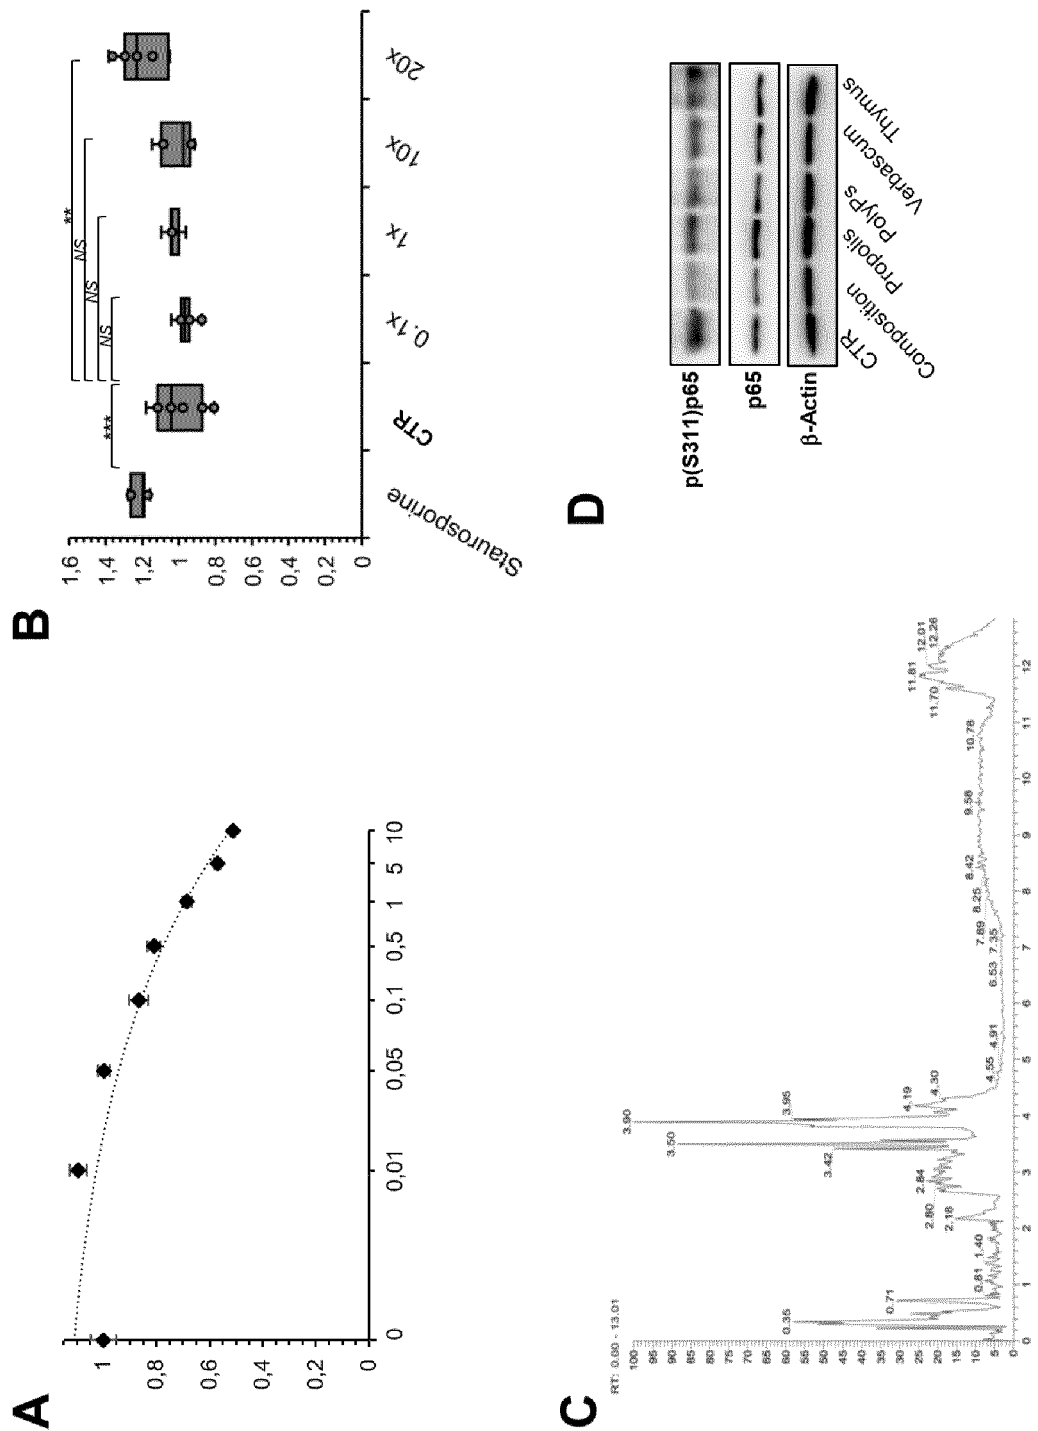 A
1
0,8
0,6
0,4
0,2
0
0 0,01 0,05 0,1 0,5 1 5 10
B
1,6
1,4
1,2
1
0,8
0,6
0,4
0,2
0
**
NS
NS
NS
***
Staurosporine CTR 0.1x 1x 10x 20x
C
RT: 0.00 - 13.01
100
95
90
85
80
75
70
65
60
55
50
45
40
35
30
25
20
15
10
5
0
0.35 0.71 0.81 1.40 2.18 2.80 2.84 3.42 3.50 3.90 3.95 4.19 4.30 4.55 4.91 6.53 7.35 7.89 8.25 8.42 9.58 10.78 11.70 11.81 12.01 12.26
0 1 2 3 4 5 6 7 8 9 10 11 12
D
p(S311)p65
p65
β-Actin
CTR Composition Propolis PolyPs Verbascum Thymus